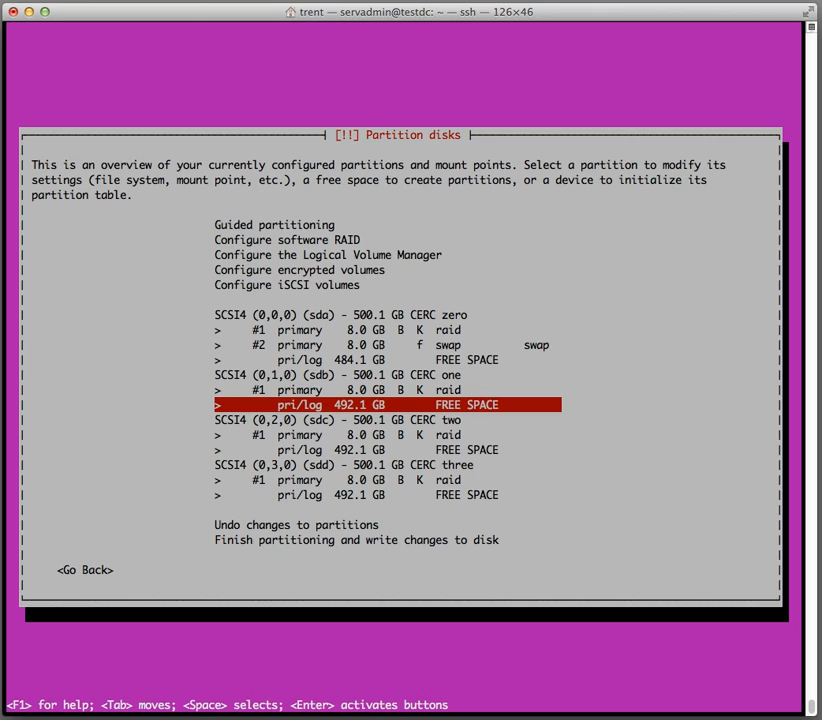 trent — servadmin@testdc: ~ — ssh — 126×46
[!!] Partition disks
This is an overview of your currently configured partitions and mount points. Select a partition to modify its
settings (file system, mount point, etc.), a free space to create partitions, or a device to initialize its
partition table.
Guided partitioning
Configure software RAID
Configure the Logical Volume Manager
Configure encrypted volumes
Configure iSCSI volumes
SCSI4 (0,0,0) (sda) - 500.1 GB CERC zero
> #1 primary 8.0 GB B K raid
> #2 primary 8.0 GB f swap swap
> pri/log 484.1 GB FREE SPACE
SCSI4 (0,1,0) (sdb) - 500.1 GB CERC one
> #1 primary 8.0 GB B K raid
> pri/log 492.1 GB FREE SPACE
SCSI4 (0,2,0) (sdc) - 500.1 GB CERC two
> #1 primary 8.0 GB B K raid
> pri/log 492.1 GB FREE SPACE
SCSI4 (0,3,0) (sdd) - 500.1 GB CERC three
> #1 primary 8.0 GB B K raid
> pri/log 492.1 GB FREE SPACE
Undo changes to partitions
Finish partitioning and write changes to disk
<Go Back>
<F1> for help; <Tab> moves; <Space> selects; <Enter> activates buttons